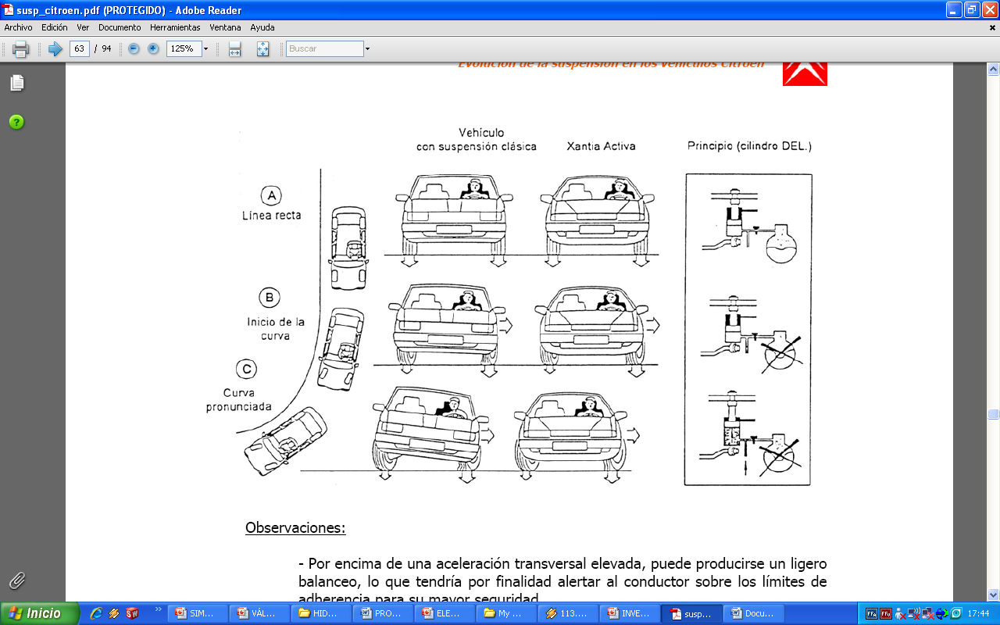 susp_citroen.pdf (PROTEGIDO) - Adobe Reader
Archivo Edición Ver Documento Herramientas Ventana Ayuda
63 / 94 125% Buscar
Evolución de la suspensión en los vehículos Citroën
Vehículo
con suspensión clásica Xantia Activa Principio (cilindro DEL.)
A
Línea recta
B
Inicio de la
curva
C
Curva
pronunciada
Observaciones:
- Por encima de una aceleración transversal elevada, puede producirse un ligero
balanceo, lo que tendría por finalidad alertar al conductor sobre los límites de
adherencia para su mayor seguridad
Inicio SIM... VÁL... HID... PRO... ELE... My ... 113.... INVE... susp... Docu... 17:44